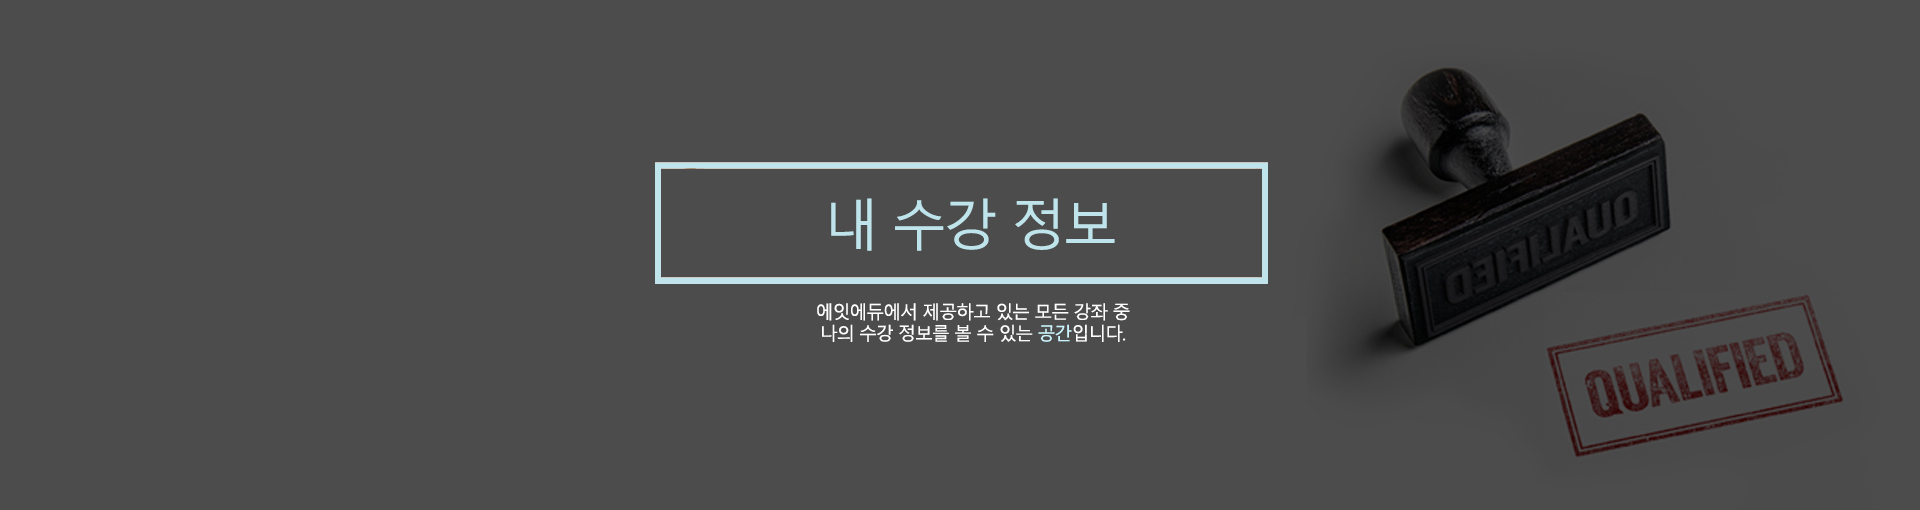 내 수강 정보
에잇에듀에서 제공하고 있는 모든 강좌 중
나의 수강 정보를 볼 수 있는 공간입니다.
QUALIFIED
QUALIFIED